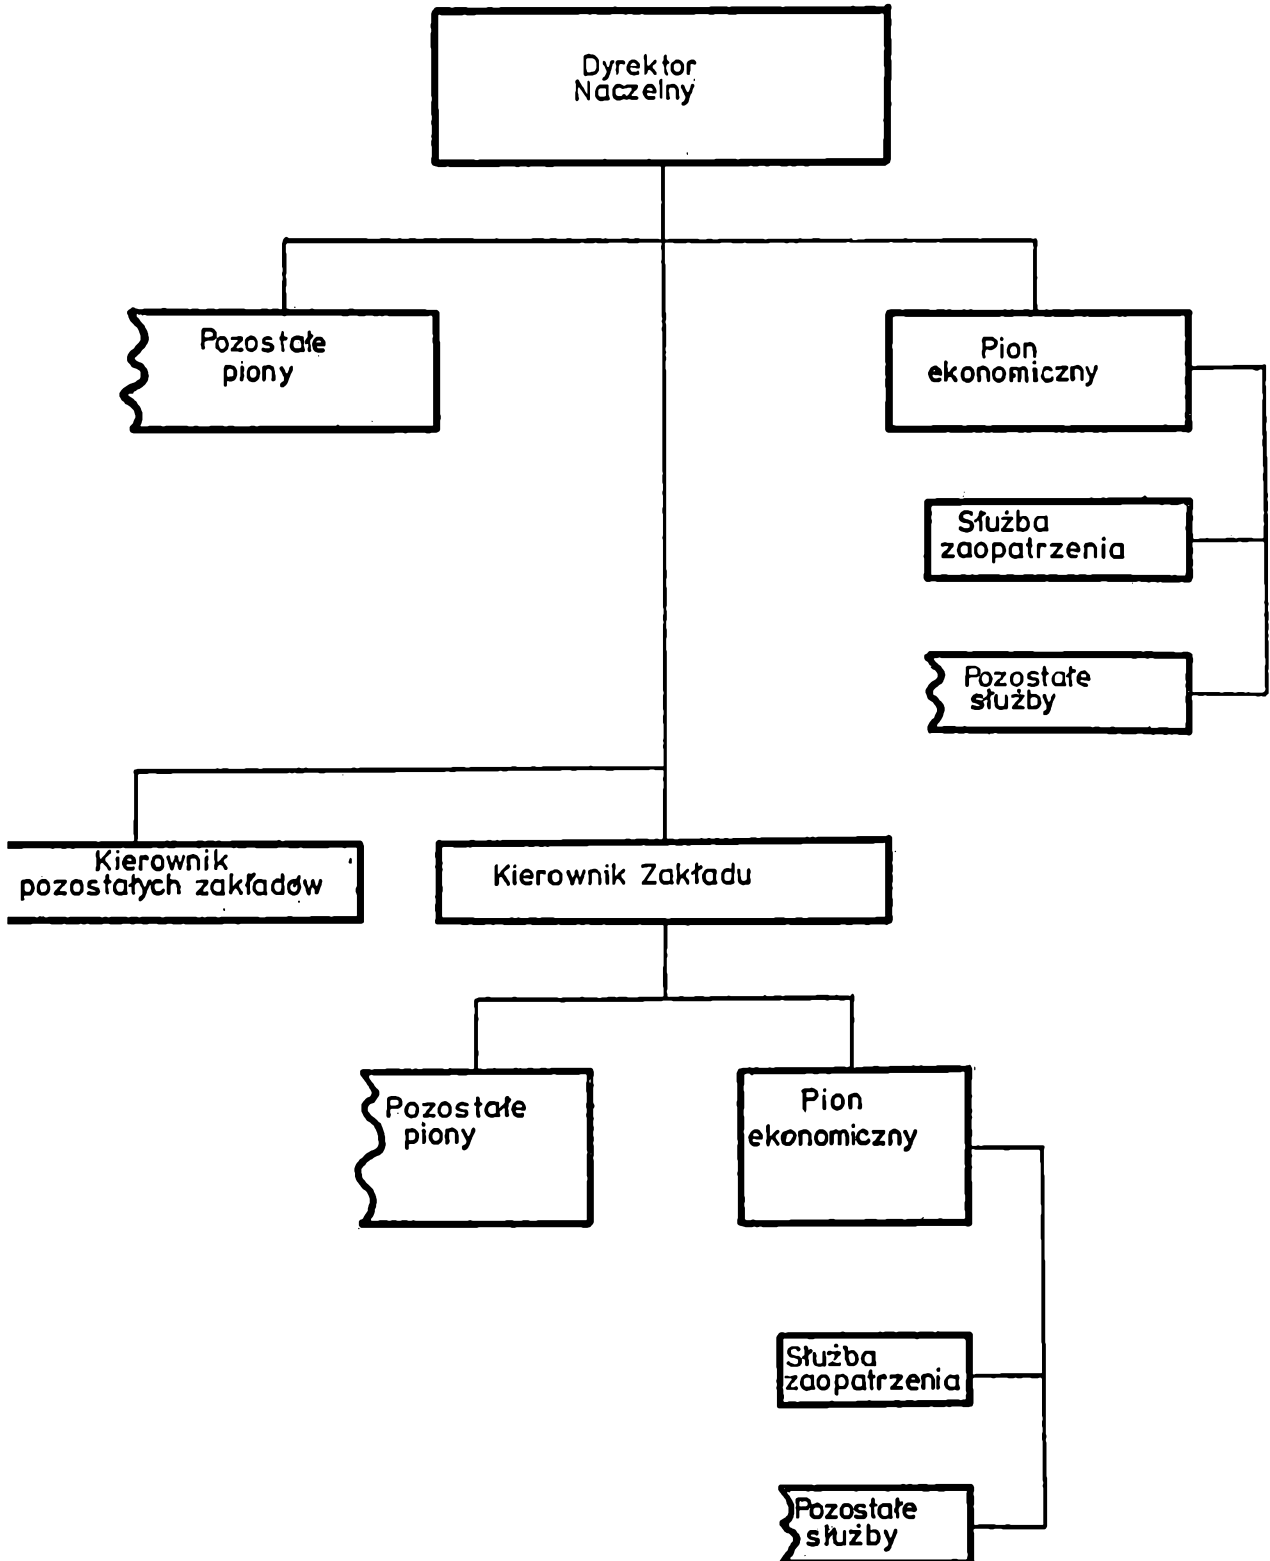 Dyrektor
Naczelny
Pozostałe
piony
Pion
ekonomiczny
Służba
zaopatrzenia
Pozostałe
służby
Kierownik
pozostałych zakładów
Kierownik Zakładu
Pozostałe
piony
Pion
ekonomiczny
Służba
zaopatrzenia
Pozostałe
służby